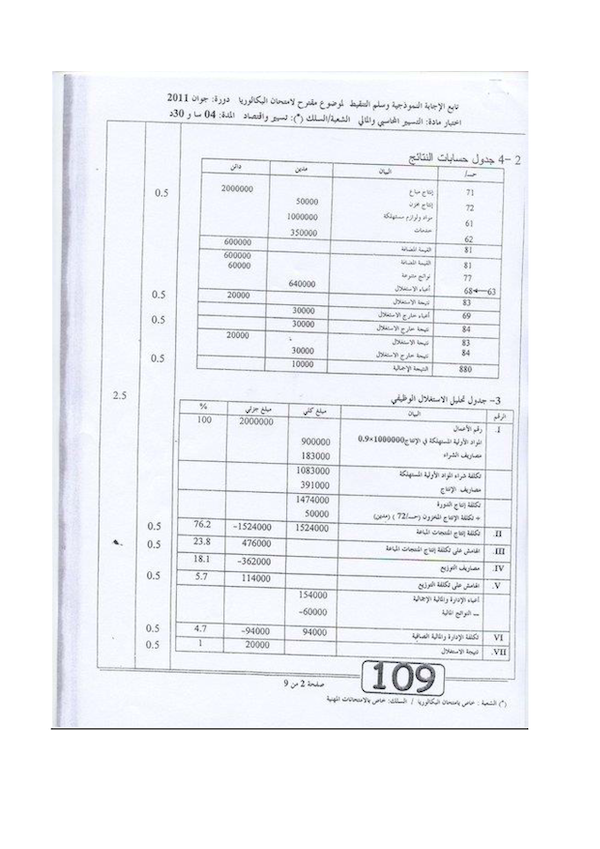 تابع الإجابة النموذجية وسلم التنقيط لموضوع مقترح لامتحان البكالوريا دورة: جوان 2011
اختبار مادة: التسيير المحاسبي والمالي الشعبة/السلك (*): تسيير واقتصاد المدة: 04 سا و 30د
2 -4 جدول حسابات النتائج
حـ/ البيان مدين دائن
71 إنتاج مباع 2000000 0.5
72 إنتاج مخزن 50000
61 مواد ولوازم مستهلكة 1000000
62 خدمات 350000
81 القيمة المضافة 600000
81 القيمة المضافة 600000
77 نواتج متنوعة 60000
63 68 أعباء الاستغلال 640000
83 نتيجة الاستغلال 20000 0.5
69 أعباء خارج الاستغلال 30000
84 نتيجة خارج الاستغلال 30000 0.5
83 نتيجة الاستغلال 20000
84 نتيجة خارج الاستغلال 30000
880 النتيجة الإجمالية 10000 0.5
3- جدول تحليل الاستغلال الوظيفي 2.5
الرقم البيان مبلغ كلي مبلغ جزئي %
I. رقم الأعمال 2000000 100
المواد الأولية المستهلكة في الإنتاج 1000000×0.9 900000
مصاريف الشراء 183000
تكلفة شراء المواد الأولية المستهلكة 1083000
مصاريف الإنتاج 391000
تكلفة إنتاج الدورة 1474000
+ تكلفة الإنتاج المخزون (حـ/72) (مدين) 50000
II. تكلفة إنتاج المنتجات المباعة 1524000 -1524000 76.2 0.5
III. الهامش على تكلفة إنتاج المنتجات المباعة 476000 23.8 0.5
IV. مصاريف التوزيع -362000 18.1
V. الهامش على تكلفة التوزيع 114000 5.7 0.5
أعباء الإدارة والمالية الإجمالية 154000
— النواتج المالية -60000
VI تكلفة الإدارة والمالية الصافية 94000 -94000 4.7 0.5
VII. نتيجة الاستغلال 20000 1 0.5
109
صفحة 2 من 9
(*) الشعبة : خاص بامتحان البكالوريا / السلك: خاص بالامتحانات المهنية